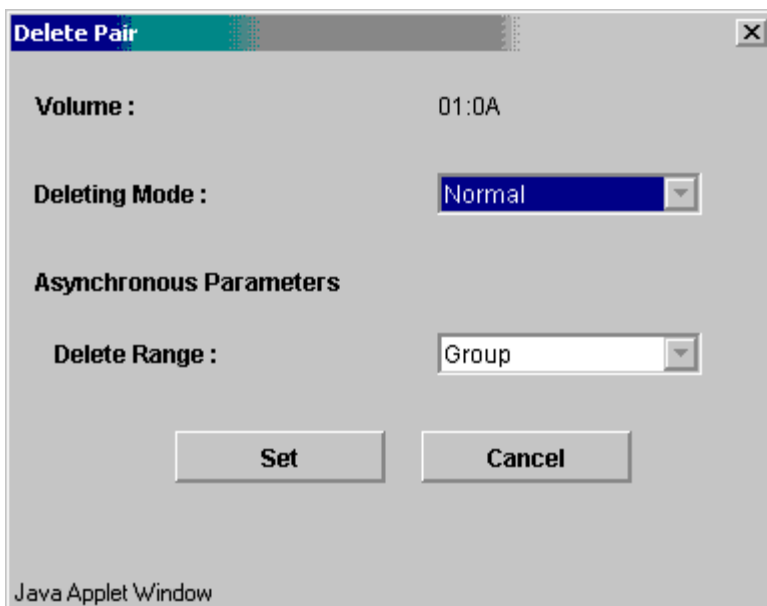 Delete Pair
Volume : 01:0A
Deleting Mode : Normal
Asynchronous Parameters
Delete Range : Group
Set Cancel
Java Applet Window